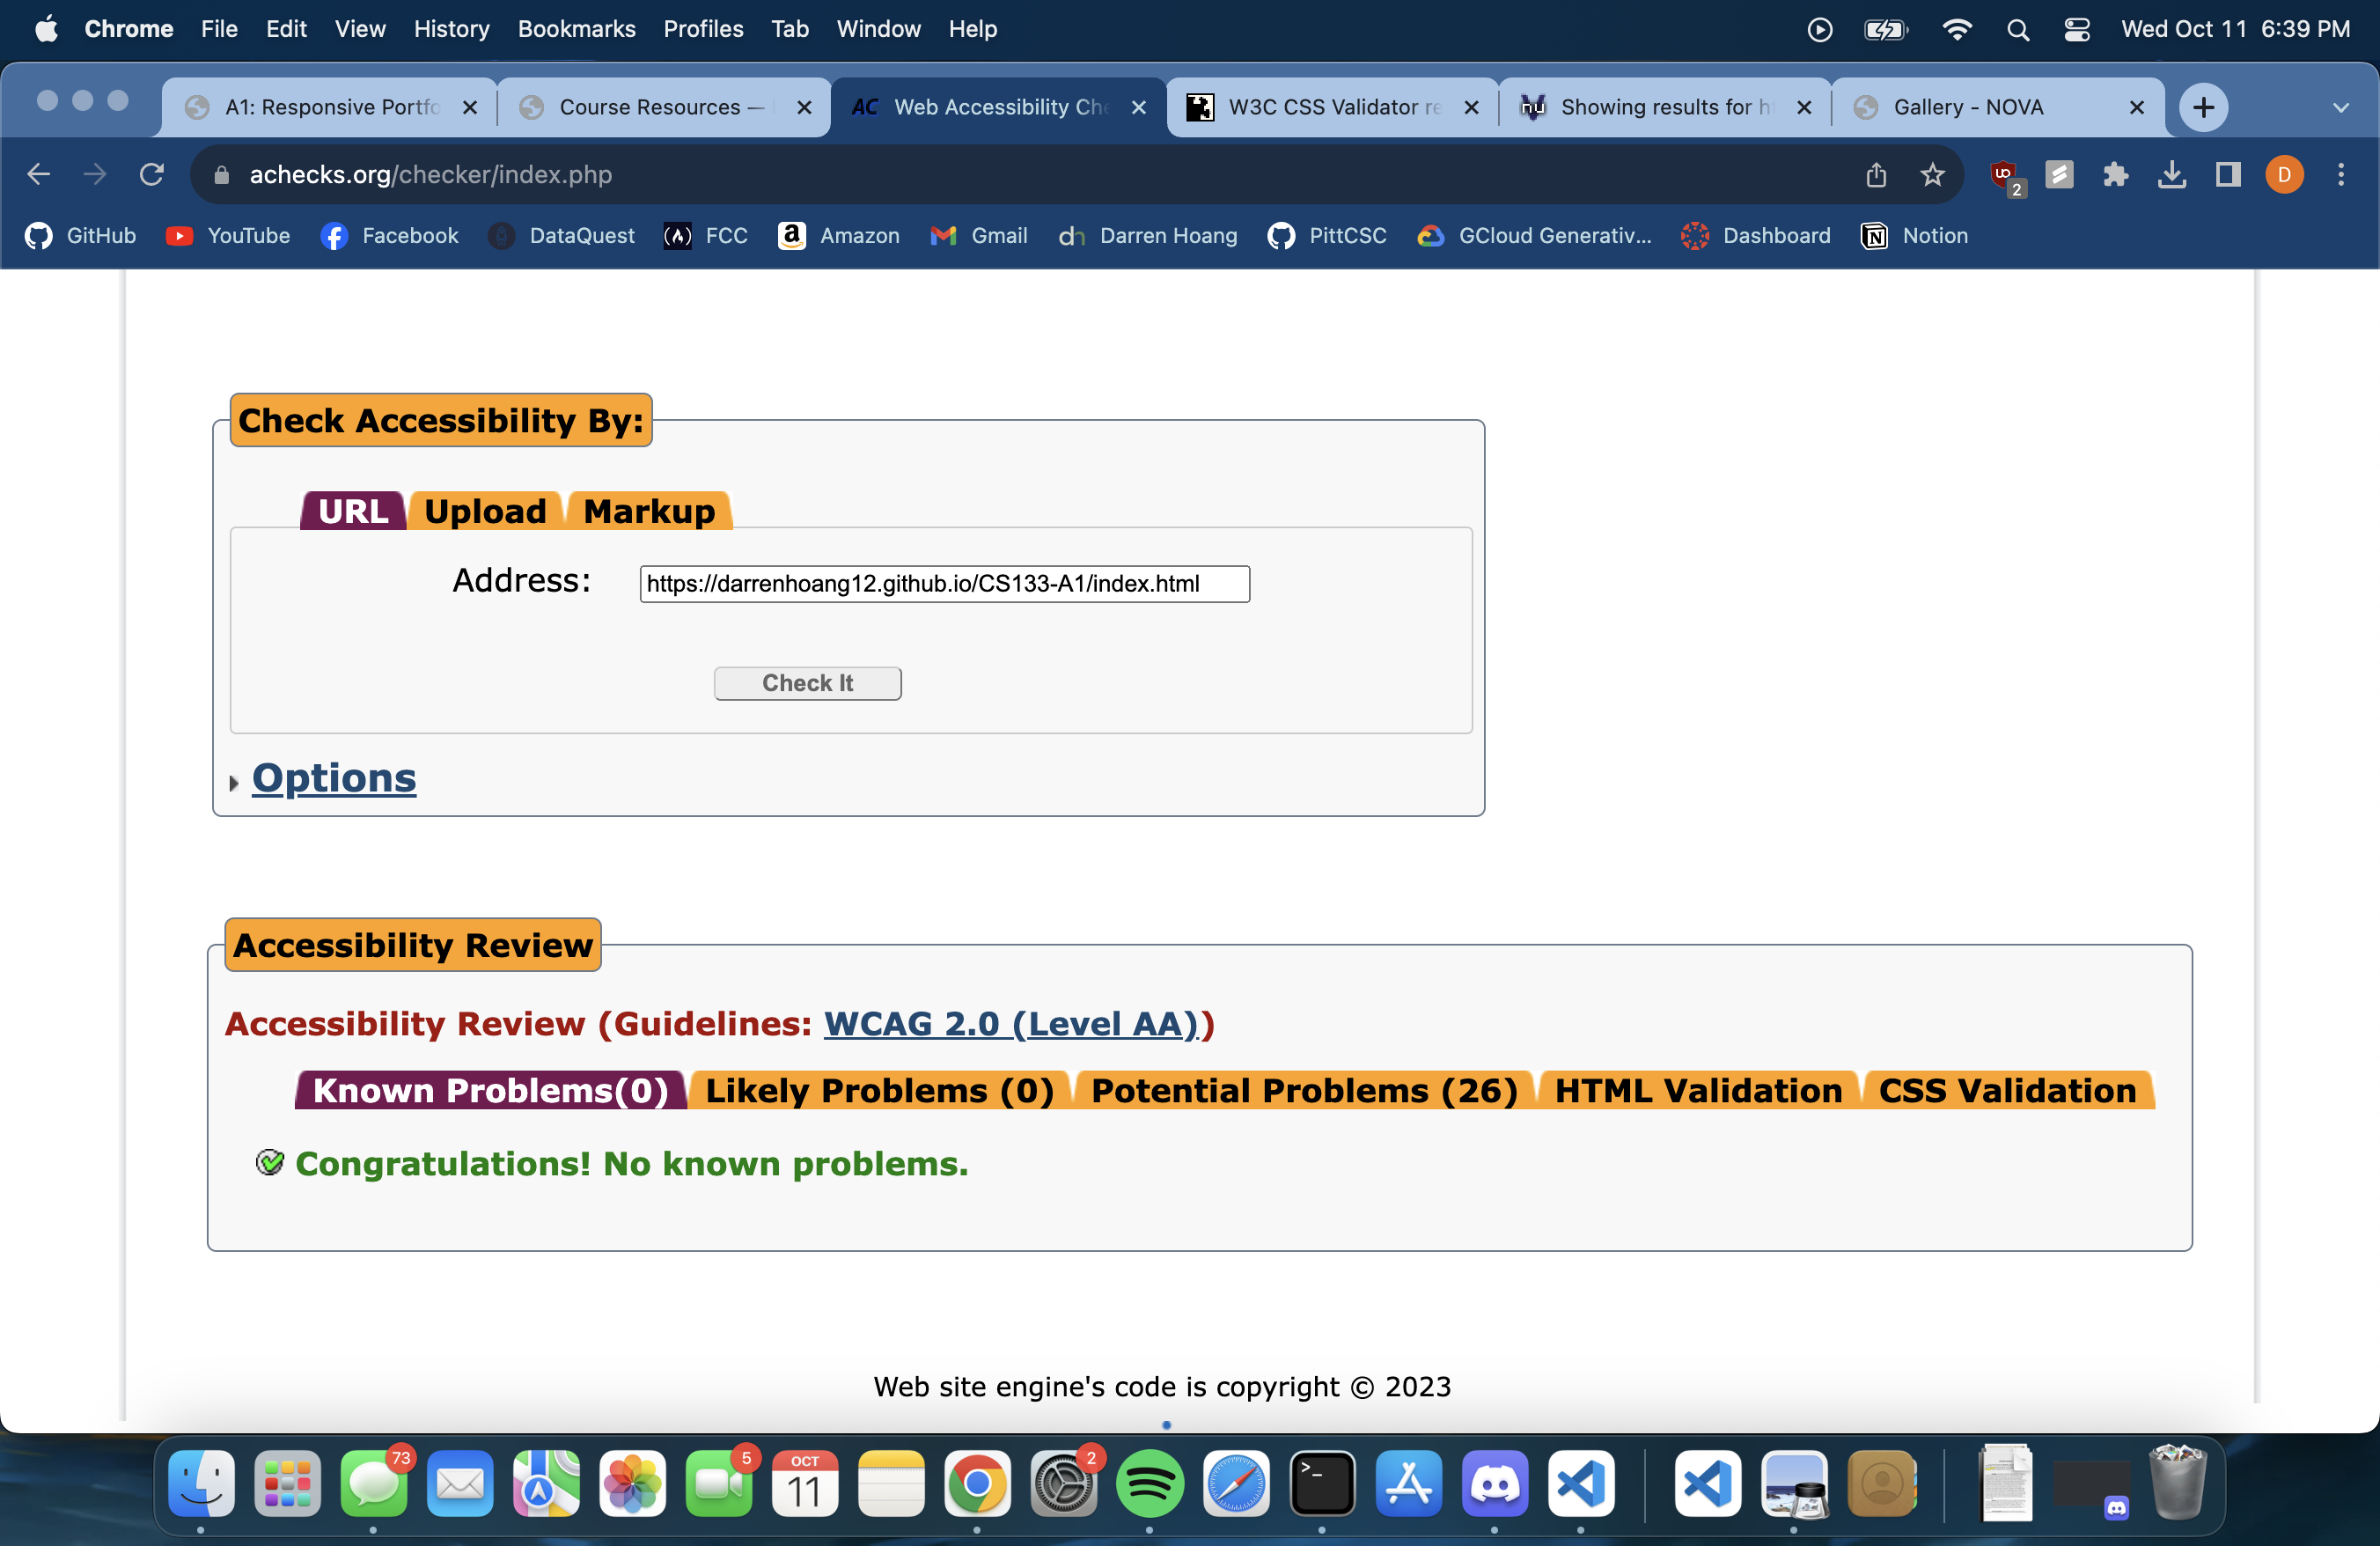 Chrome File Edit View History Bookmarks Profiles Tab Window Help Wed Oct 11 6:39 PM
A1: Responsive Portfo Course Resources — AC Web Accessibility Che W3C CSS Validator re nu Showing results for h Gallery - NOVA
achecks.org/checker/index.php 2 D
GitHub YouTube Facebook DataQuest FCC Amazon Gmail dh Darren Hoang PittCSC GCloud Generativ... Dashboard Notion
Check Accessibility By:
URL Upload Markup
Address: https://darrenhoang12.github.io/CS133-A1/index.html
Check It
Options
Accessibility Review
Accessibility Review (Guidelines: WCAG 2.0 (Level AA))
Known Problems(0) Likely Problems (0) Potential Problems (26) HTML Validation CSS Validation
Congratulations! No known problems.
Web site engine's code is copyright © 2023
73 5 OCT 11 2